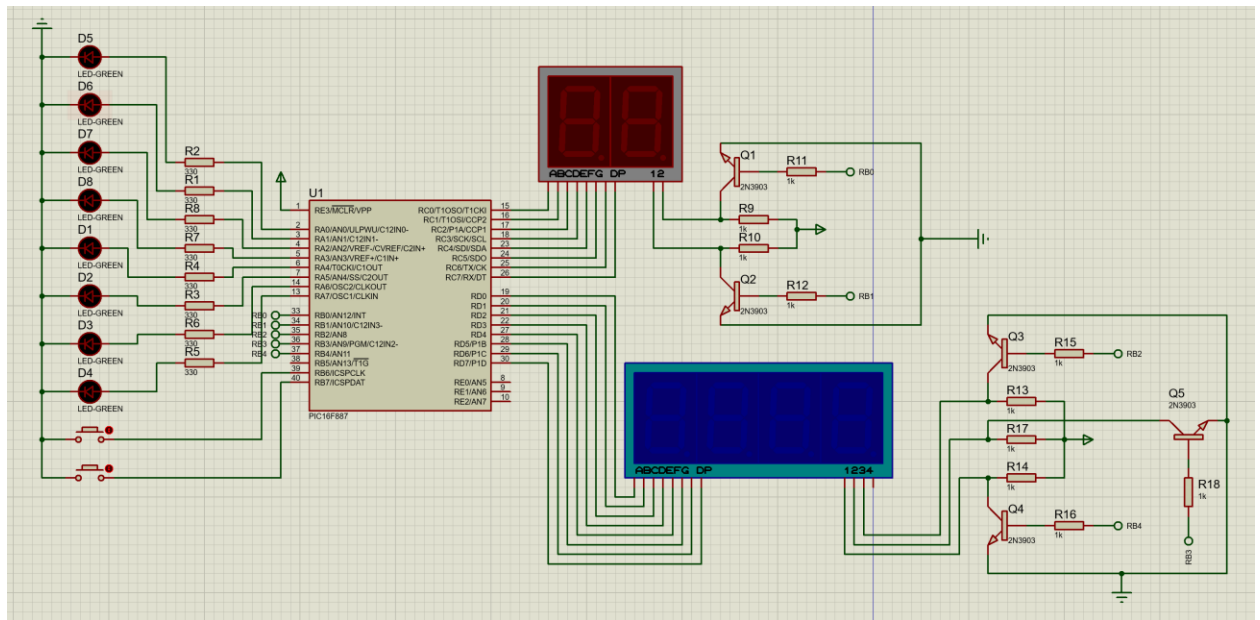 D5
LED-GREEN
D6
LED-GREEN
D7
LED-GREEN
D8
LED-GREEN
D1
LED-GREEN
D2
LED-GREEN
D3
LED-GREEN
D4
LED-GREEN
R2
330
R1
330
R8
330
R7
330
R4
330
R3
330
R6
330
R5
330
U1
1 RE3/MCLR/VPP
2 RA0/AN0/ULPWU/C12IN0-
3 RA1/AN1/C12IN1-
4 RA2/AN2/VREF-/CVREF/C2IN+
5 RA3/AN3/VREF+/C1IN+
6 RA4/T0CKI/C1OUT
7 RA5/AN4/SS/C2OUT
14 RA6/OSC2/CLKOUT
13 RA7/OSC1/CLKIN
RB0 33 RB0/AN12/INT
RB1 34 RB1/AN10/C12IN3-
RB2 35 RB2/AN8
RB3 36 RB3/AN9/PGM/C12IN2-
RB4 37 RB4/AN11
38 RB5/AN13/T1G
39 RB6/ICSPCLK
40 RB7/ICSPDAT
RC0/T1OSO/T1CKI 15
RC1/T1OSI/CCP2 16
RC2/P1A/CCP1 17
RC3/SCK/SCL 18
RC4/SDI/SDA 23
RC5/SDO 24
RC6/TX/CK 25
RC7/RX/DT 26
RD0 19
RD1 20
RD2 21
RD3 22
RD4 27
RD5/P1B 28
RD6/P1C 29
RD7/P1D 30
RE0/AN5 8
RE1/AN6 9
RE2/AN7 10
PIC16F887
ABCDEFG DP 12
Q1
2N3903
R11
1k
RB0
R9
1k
R10
1k
Q2
2N3903
R12
1k
RB1
ABCDEFG DP 1234
Q3
2N3903
R15
1k
RB2
R13
1k
R17
1k
R14
1k
Q4
2N3903
R16
1k
RB4
Q5
2N3903
R18
1k
RB3